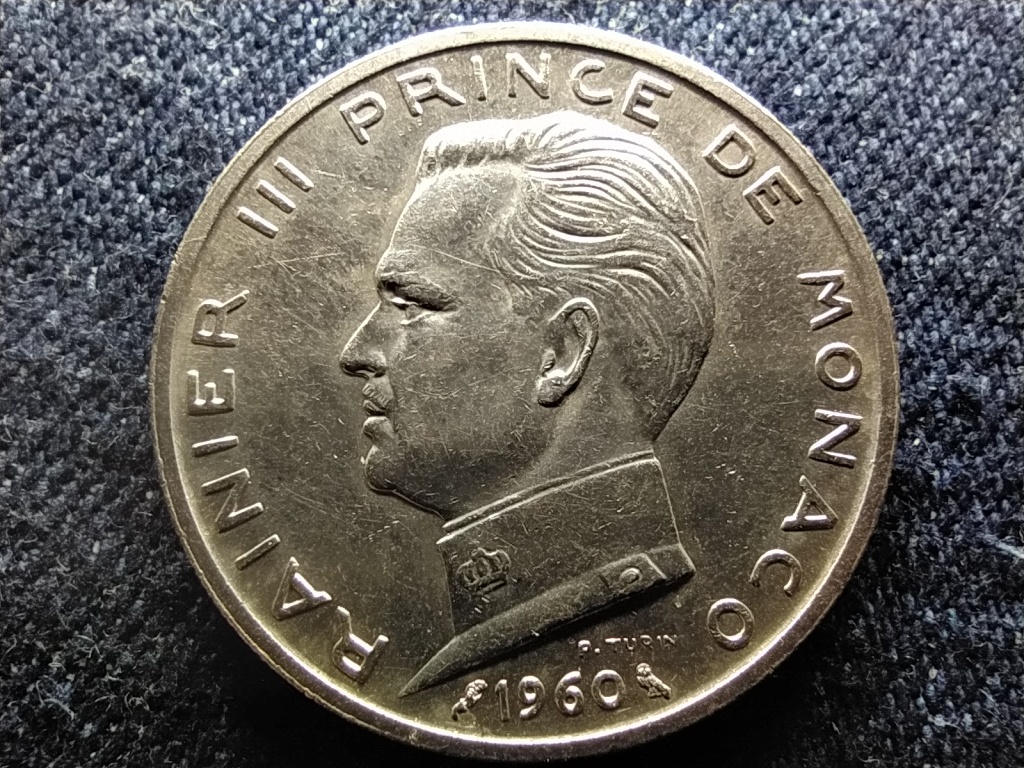 RAINIER III PRINCE DE MONACO
P. TURIN
1960